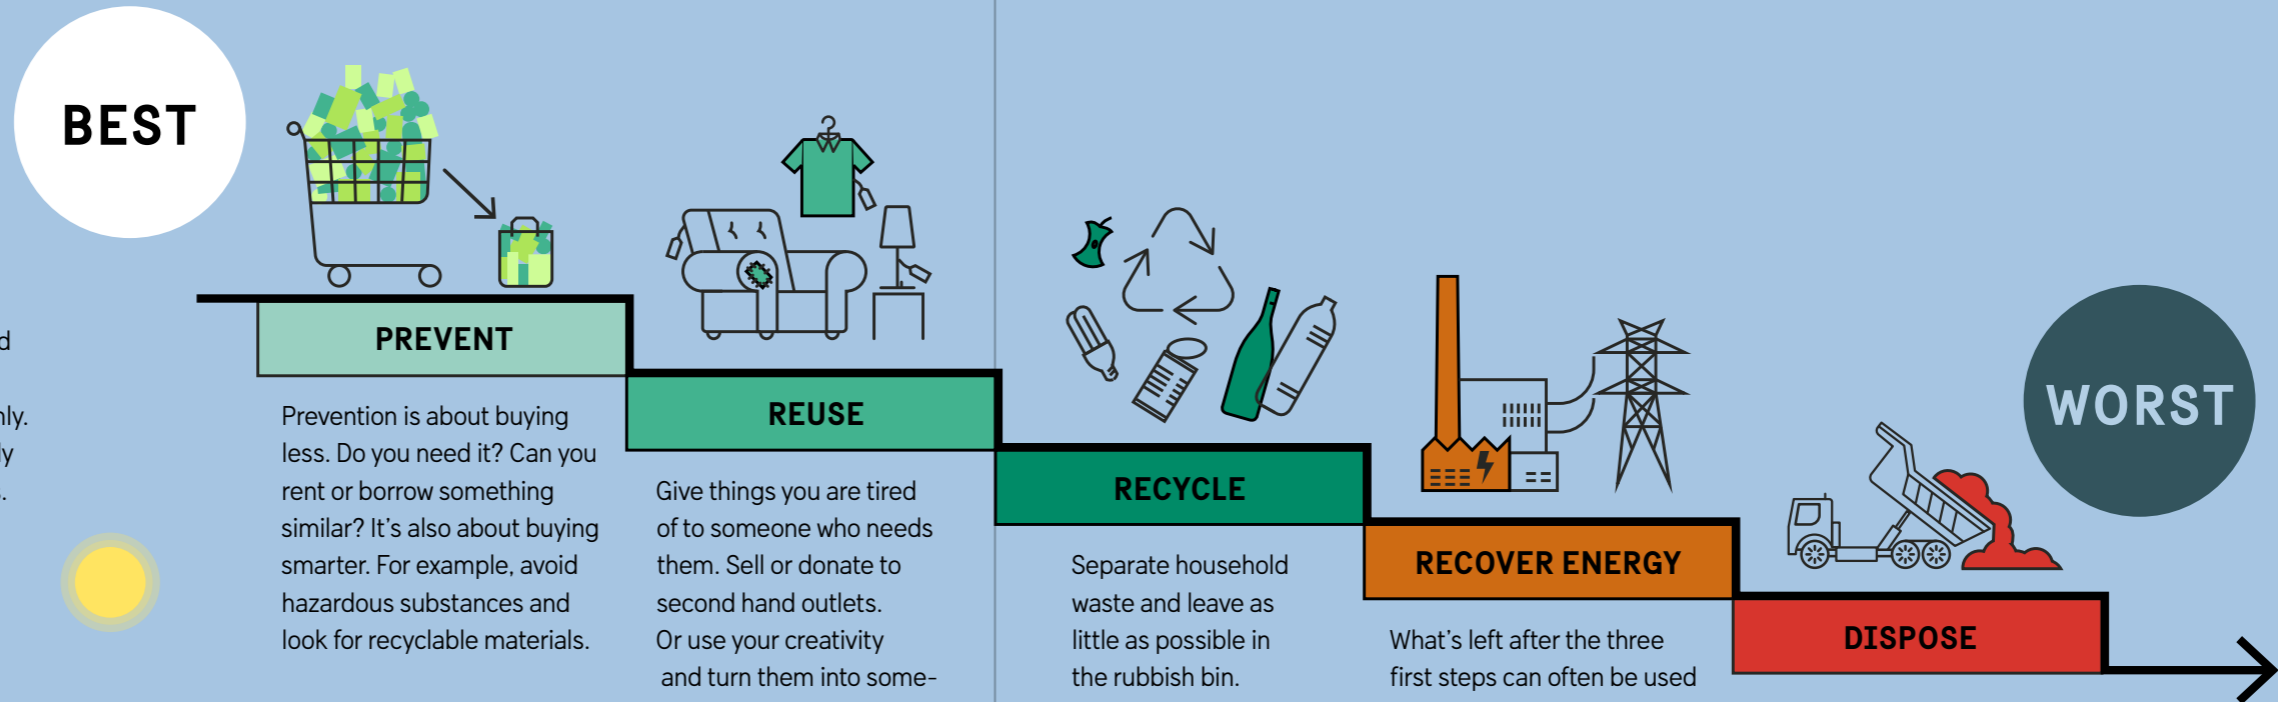 BEST
PREVENT
Prevention is about buying
less. Do you need it? Can you
rent or borrow something
similar? It’s also about buying
smarter. For example, avoid
hazardous substances and
look for recyclable materials.
REUSE
Give things you are tired
of to someone who needs
them. Sell or donate to
second hand outlets.
Or use your creativity
and turn them into some-
RECYCLE
Separate household
waste and leave as
little as possible in
the rubbish bin.
RECOVER ENERGY
What’s left after the three
first steps can often be used
DISPOSE
WORST